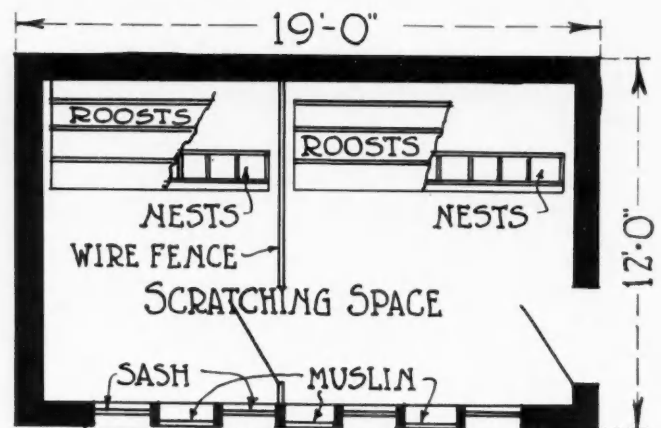 19'-0"
ROOSTS
ROOSTS
NESTS
NESTS
WIRE FENCE
12'-0"
SCRATCHING SPACE
SASH
MUSLIN